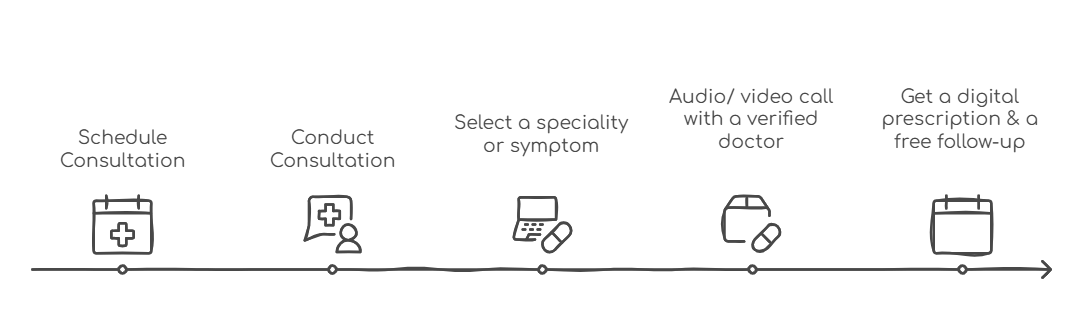 Schedule
Consultation
Conduct
Consultation
Select a speciality
or symptom
Audio/ video call
with a verified
doctor
Get a digital
prescription & a
free follow-up